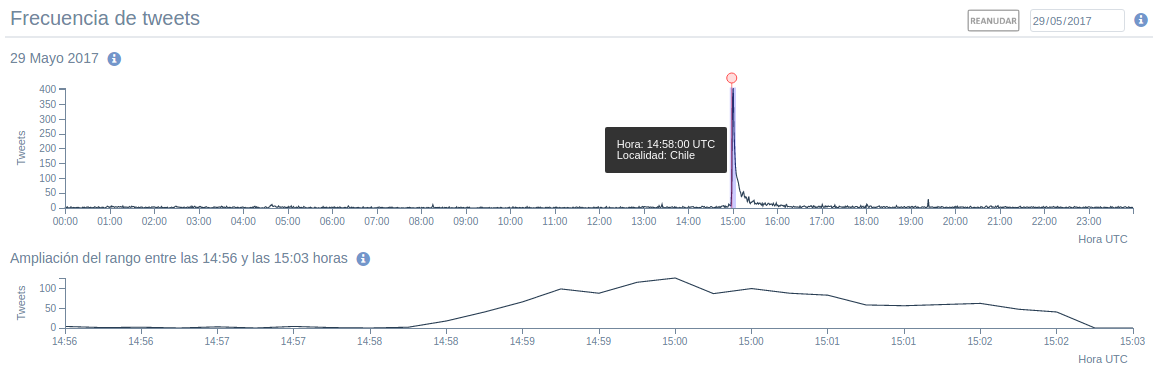 Frecuencia de tweets
REANUDAR
29/05/2017
29 Mayo 2017
400
350
300
250
200
150
100
50
0
Tweets
Hora: 14:58:00 UTC
Localidad: Chile
00:00 01:00 02:00 03:00 04:00 05:00 06:00 07:00 08:00 09:00 10:00 11:00 12:00 13:00 14:00 15:00 16:00 17:00 18:00 19:00 20:00 21:00 22:00 23:00
Hora UTC
Ampliación del rango entre las 14:56 y las 15:03 horas
100
50
0
Tweets
14:56 14:56 14:57 14:57 14:58 14:58 14:59 14:59 15:00 15:00 15:01 15:01 15:02 15:02 15:03
Hora UTC